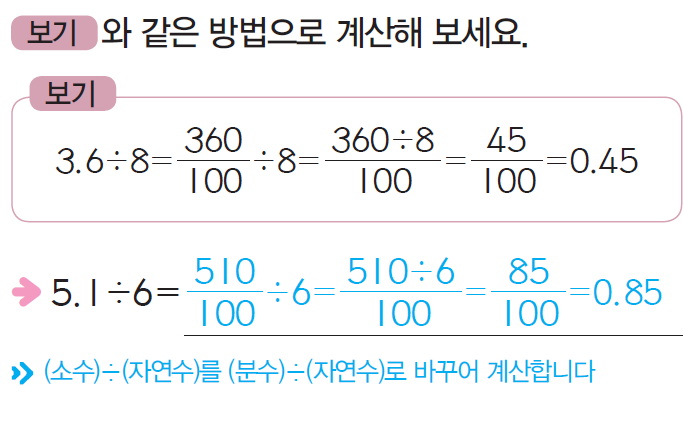 보기 와 같은 방법으로 계산해 보세요.
보기
3.6÷8=360/100÷8=360÷8/100=45/100=0.45
5.1÷6=510/100÷6=510÷6/100=85/100=0.85
(소수)÷(자연수)를 (분수)÷(자연수)로 바꾸어 계산합니다